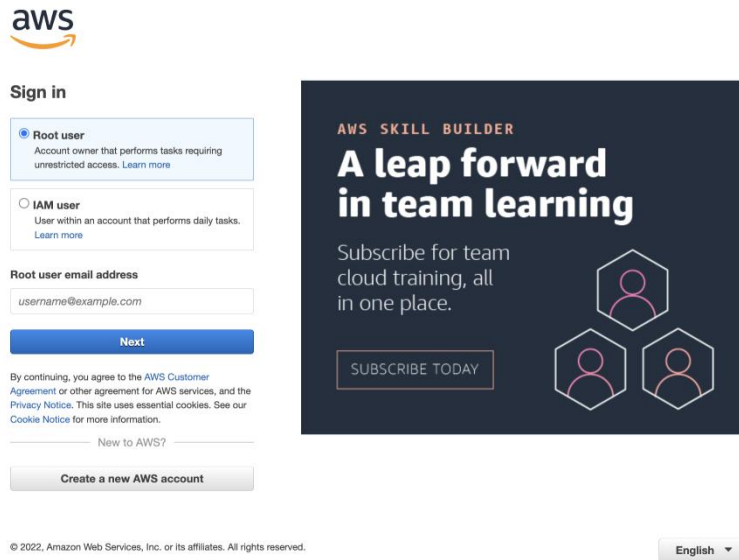 aws
Sign in
Root user
Account owner that performs tasks requiring
unrestricted access. Learn more
IAM user
User within an account that performs daily tasks.
Learn more
Root user email address
username@example.com
Next
By continuing, you agree to the AWS Customer
Agreement or other agreement for AWS services, and the
Privacy Notice. This site uses essential cookies. See our
Cookie Notice for more information.
New to AWS?
Create a new AWS account
AWS SKILL BUILDER
A leap forward
in team learning
Subscribe for team
cloud training, all
in one place.
SUBSCRIBE TODAY
© 2022, Amazon Web Services, Inc. or its affiliates. All rights reserved.
English